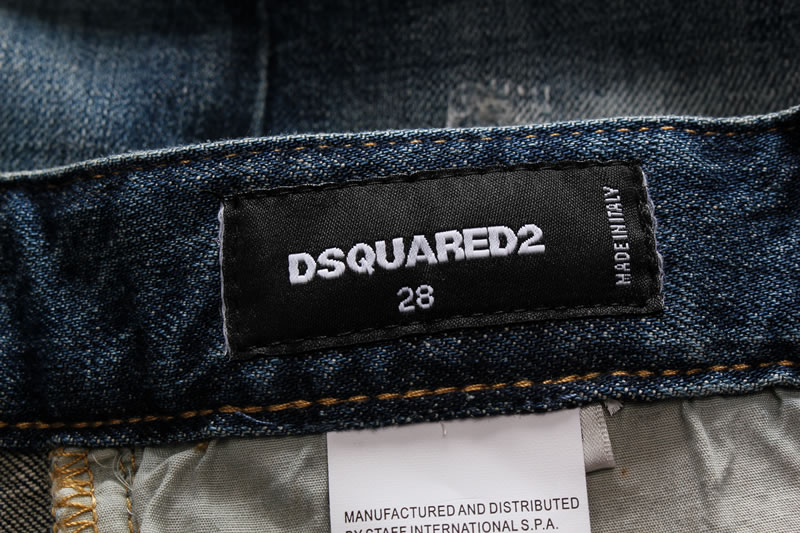 DSQUARED2
28
MADE IN ITALY
MANUFACTURED AND DISTRIBUTED
BY STAFF INTERNATIONAL S.P.A.